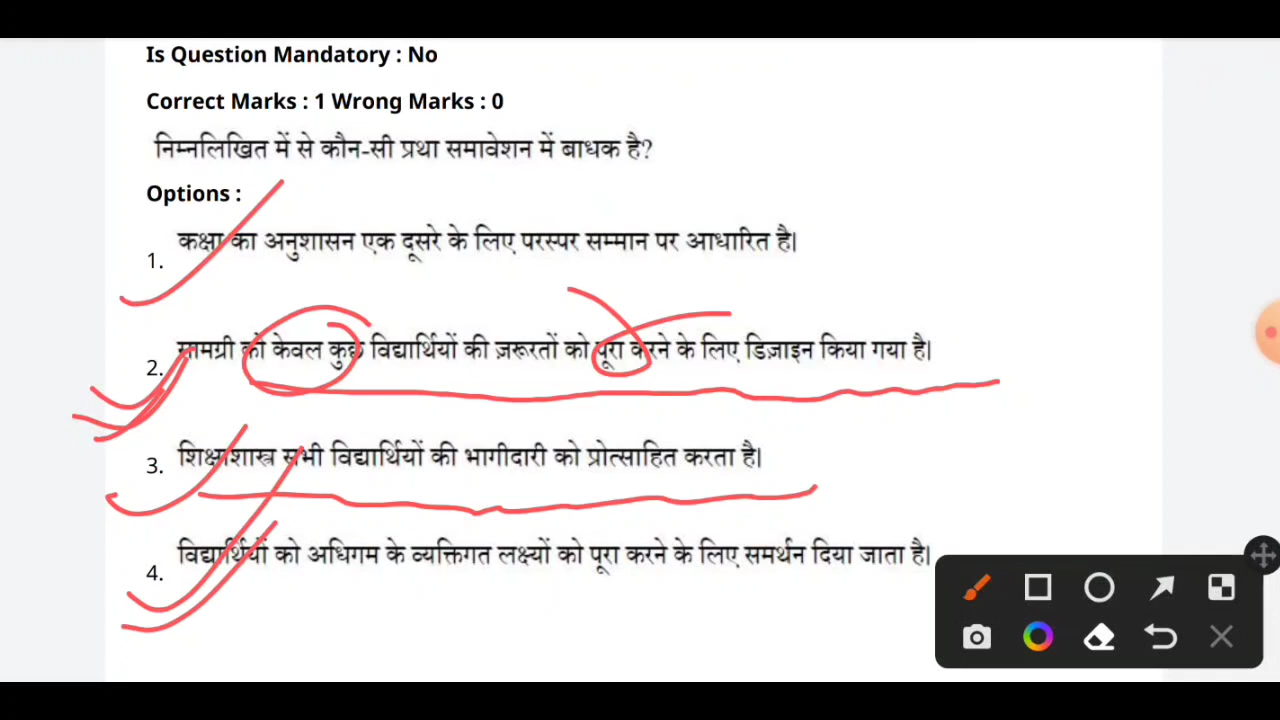 Is Question Mandatory : No
Correct Marks : 1 Wrong Marks : 0
निम्नलिखित में से कौन-सी प्रथा समावेशन में बाधक है?
Options :
1. कक्षा का अनुशासन एक दूसरे के लिए परस्पर सम्मान पर आधारित है।
2. सामग्री को केवल कुछ विद्यार्थियों की ज़रूरतों को पूरा करने के लिए डिज़ाइन किया गया है।
3. शिक्षाशास्त्र सभी विद्यार्थियों की भागीदारी को प्रोत्साहित करता है।
4. विद्यार्थियों को अधिगम के व्यक्तिगत लक्ष्यों को पूरा करने के लिए समर्थन दिया जाता है।